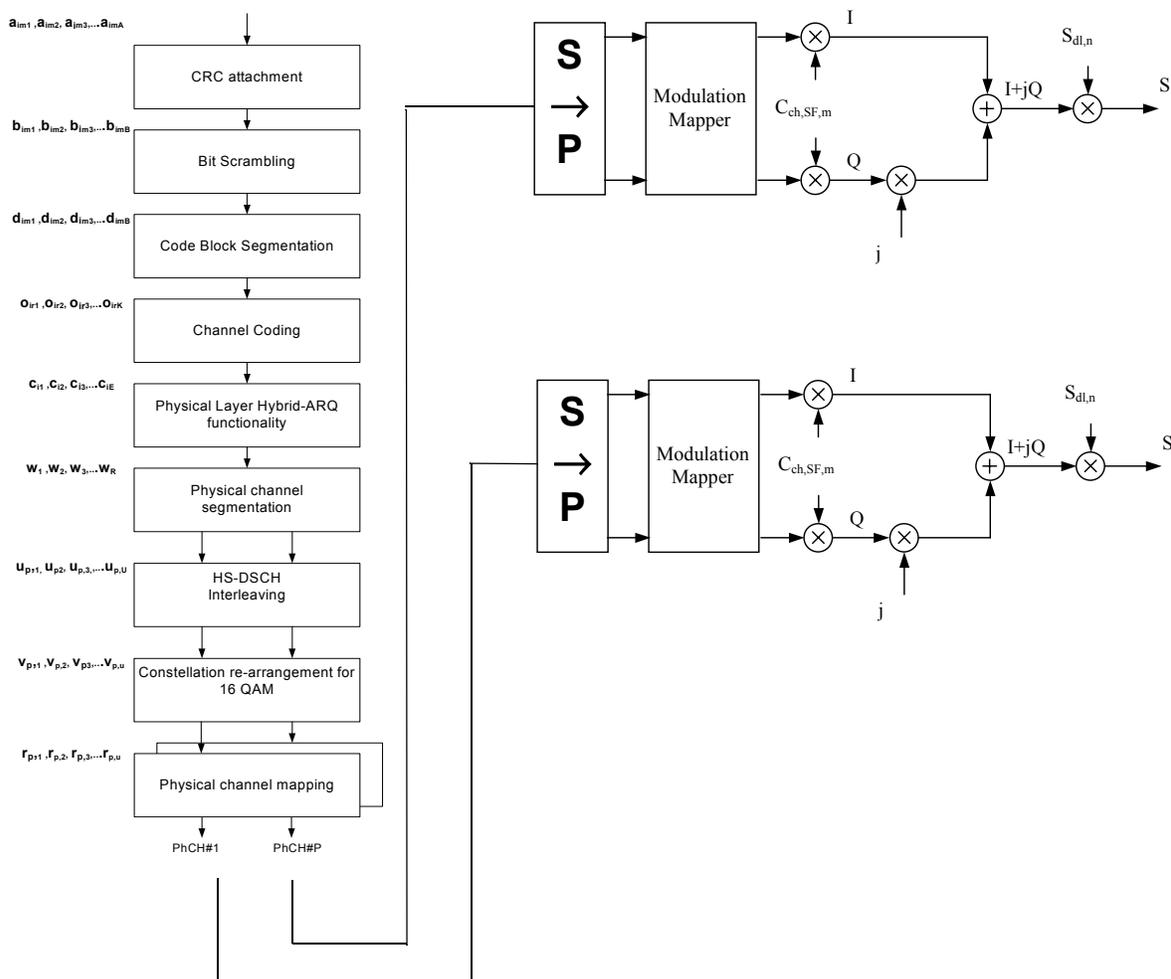 a_im1 ,a_im2, a_im3,...a_imA
CRC attachment
b_im1 ,b_im2, b_im3,...b_imB
Bit Scrambling
d_im1 ,d_im2, d_im3,...d_imB
Code Block Segmentation
o_ir1 ,o_ir2, o_ir3,...o_irK
Channel Coding
c_i1 ,c_i2, c_i3,...c_iE
Physical Layer Hybrid-ARQ
functionality
w_1 ,w_2, w_3,...w_R
Physical channel
segmentation
u_p,1, u_p2, u_p,3,...u_p,U
HS-DSCH
Interleaving
v_p,1 ,v_p,2, v_p3,...v_p,u
Constellation re-arrangement for
16 QAM
r_p,1 ,r_p,2, r_p,3,...r_p,u
Physical channel mapping
PhCH#1
PhCH#P
S
→
P
Modulation
Mapper
I
C_ch,SF,m
Q
j
I+jQ
S_dl,n
S
S
→
P
Modulation
Mapper
I
C_ch,SF,m
Q
j
I+jQ
S_dl,n
S